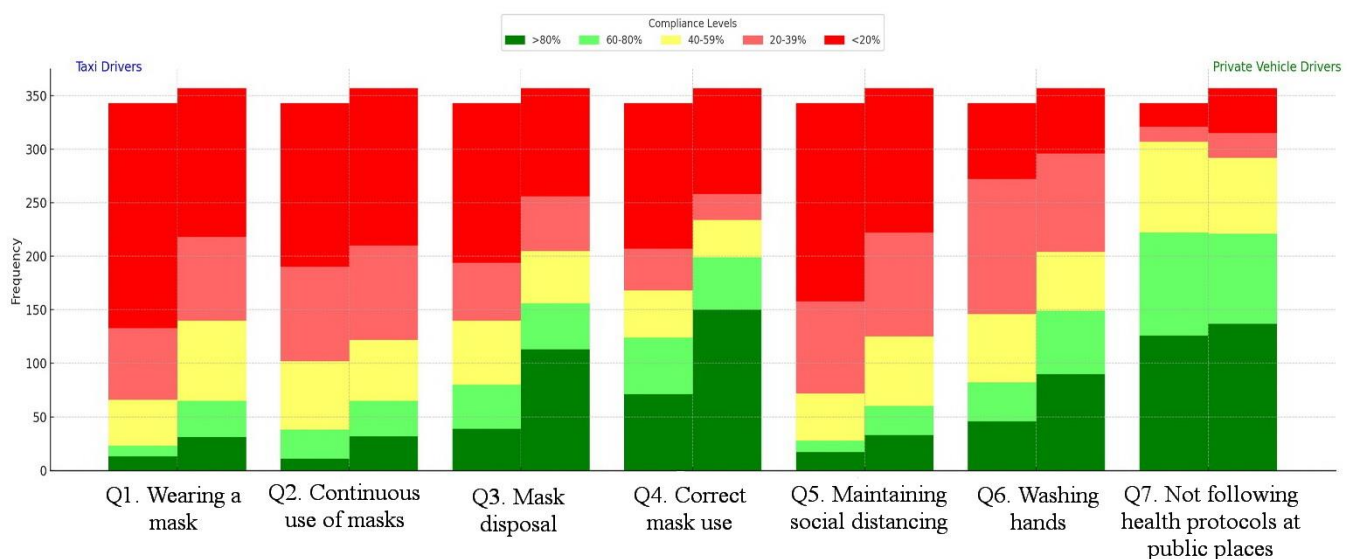 Compliance Levels
>80% 60-80% 40-59% 20-39% <20%
Taxi Drivers
Private Vehicle Drivers
Frequency
350
300
250
200
150
100
50
0
Q1. Wearing a
mask
Q2. Continuous
use of masks
Q3. Mask
disposal
Q4. Correct
mask use
Q5. Maintaining
social distancing
Q6. Washing
hands
Q7. Not following
health protocols at
public places